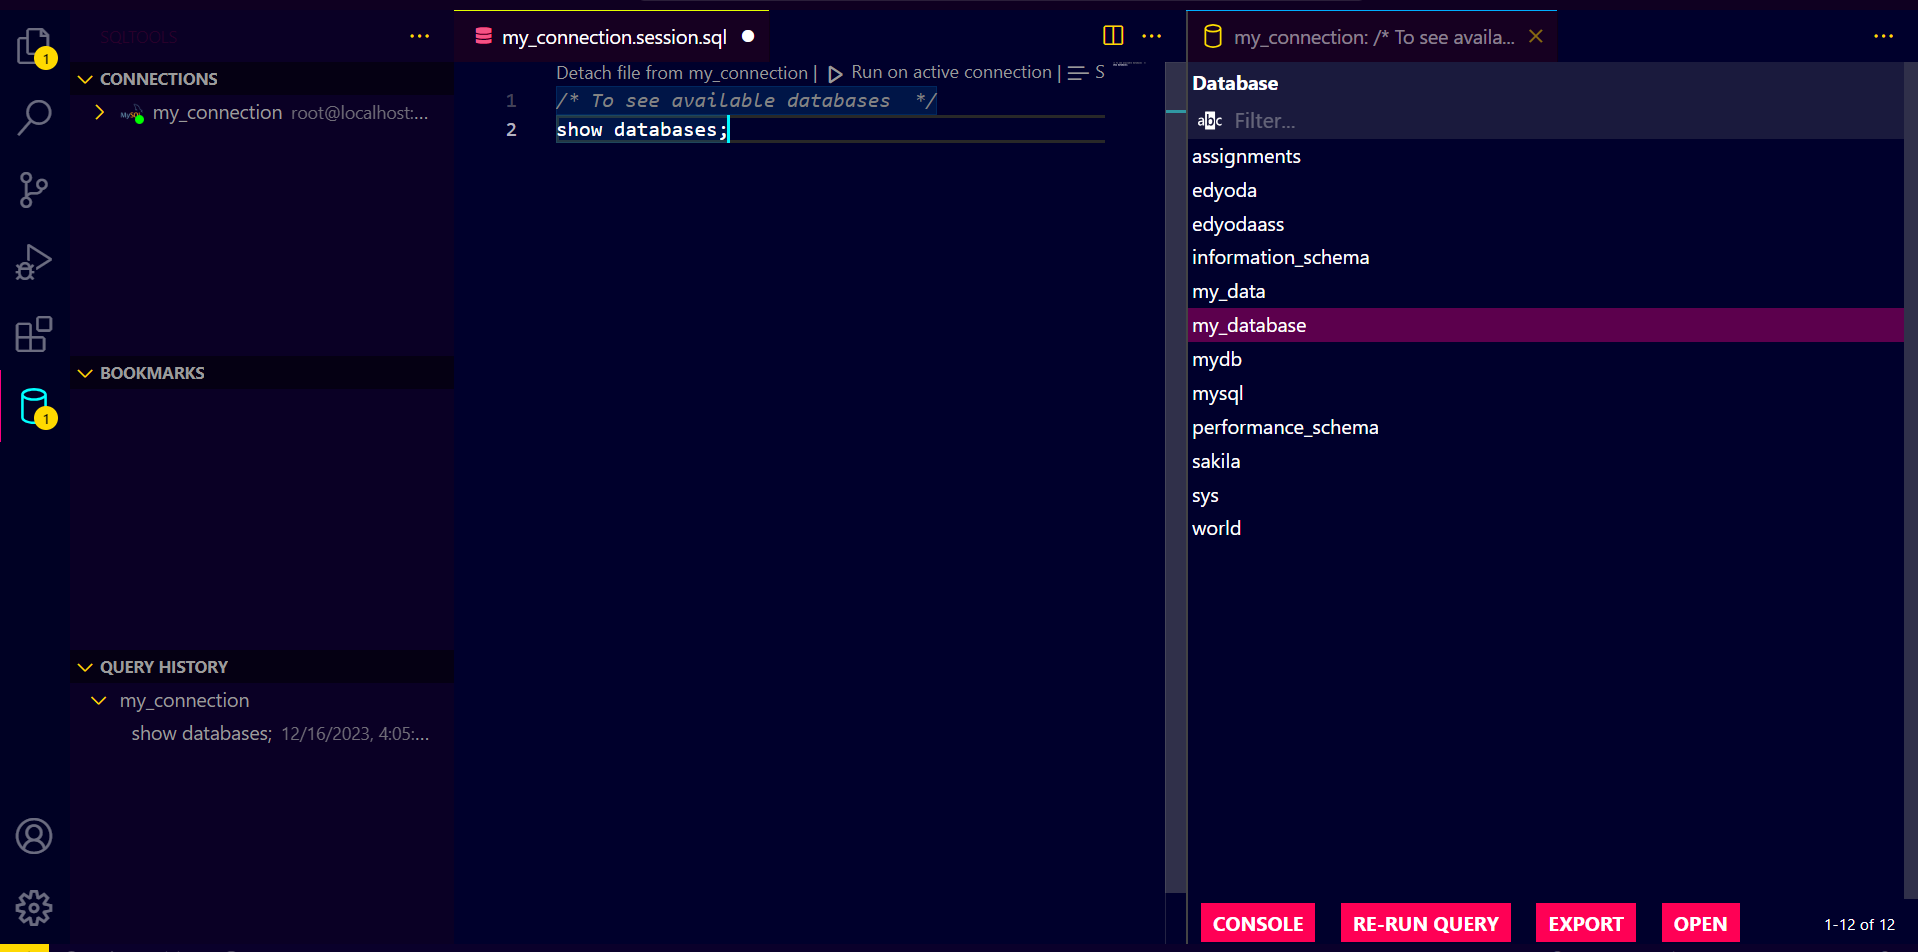 SQLTOOLS
1
CONNECTIONS
my_connection root@localhost:...
BOOKMARKS
1
QUERY HISTORY
my_connection
show databases; 12/16/2023, 4:05:...
my_connection.session.sql
Detach file from my_connection | Run on active connection | S
1 /* To see available databases  */
2 show databases;
my_connection: /* To see availa...
Database
abc Filter...
assignments
edyoda
edyodaass
information_schema
my_data
my_database
mydb
mysql
performance_schema
sakila
sys
world
CONSOLE RE-RUN QUERY EXPORT OPEN 1-12 of 12